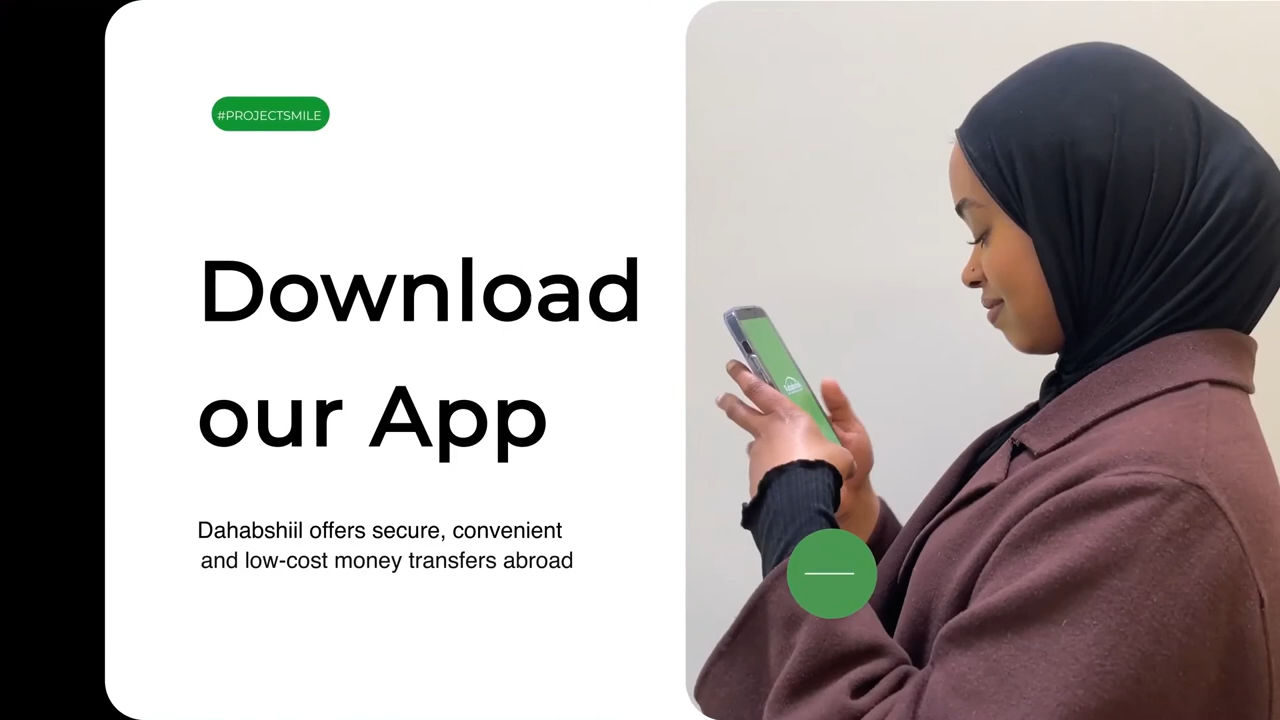 #PROJECTSMILE
Download
our App
Dahabshiil offers secure, convenient
and low-cost money transfers abroad